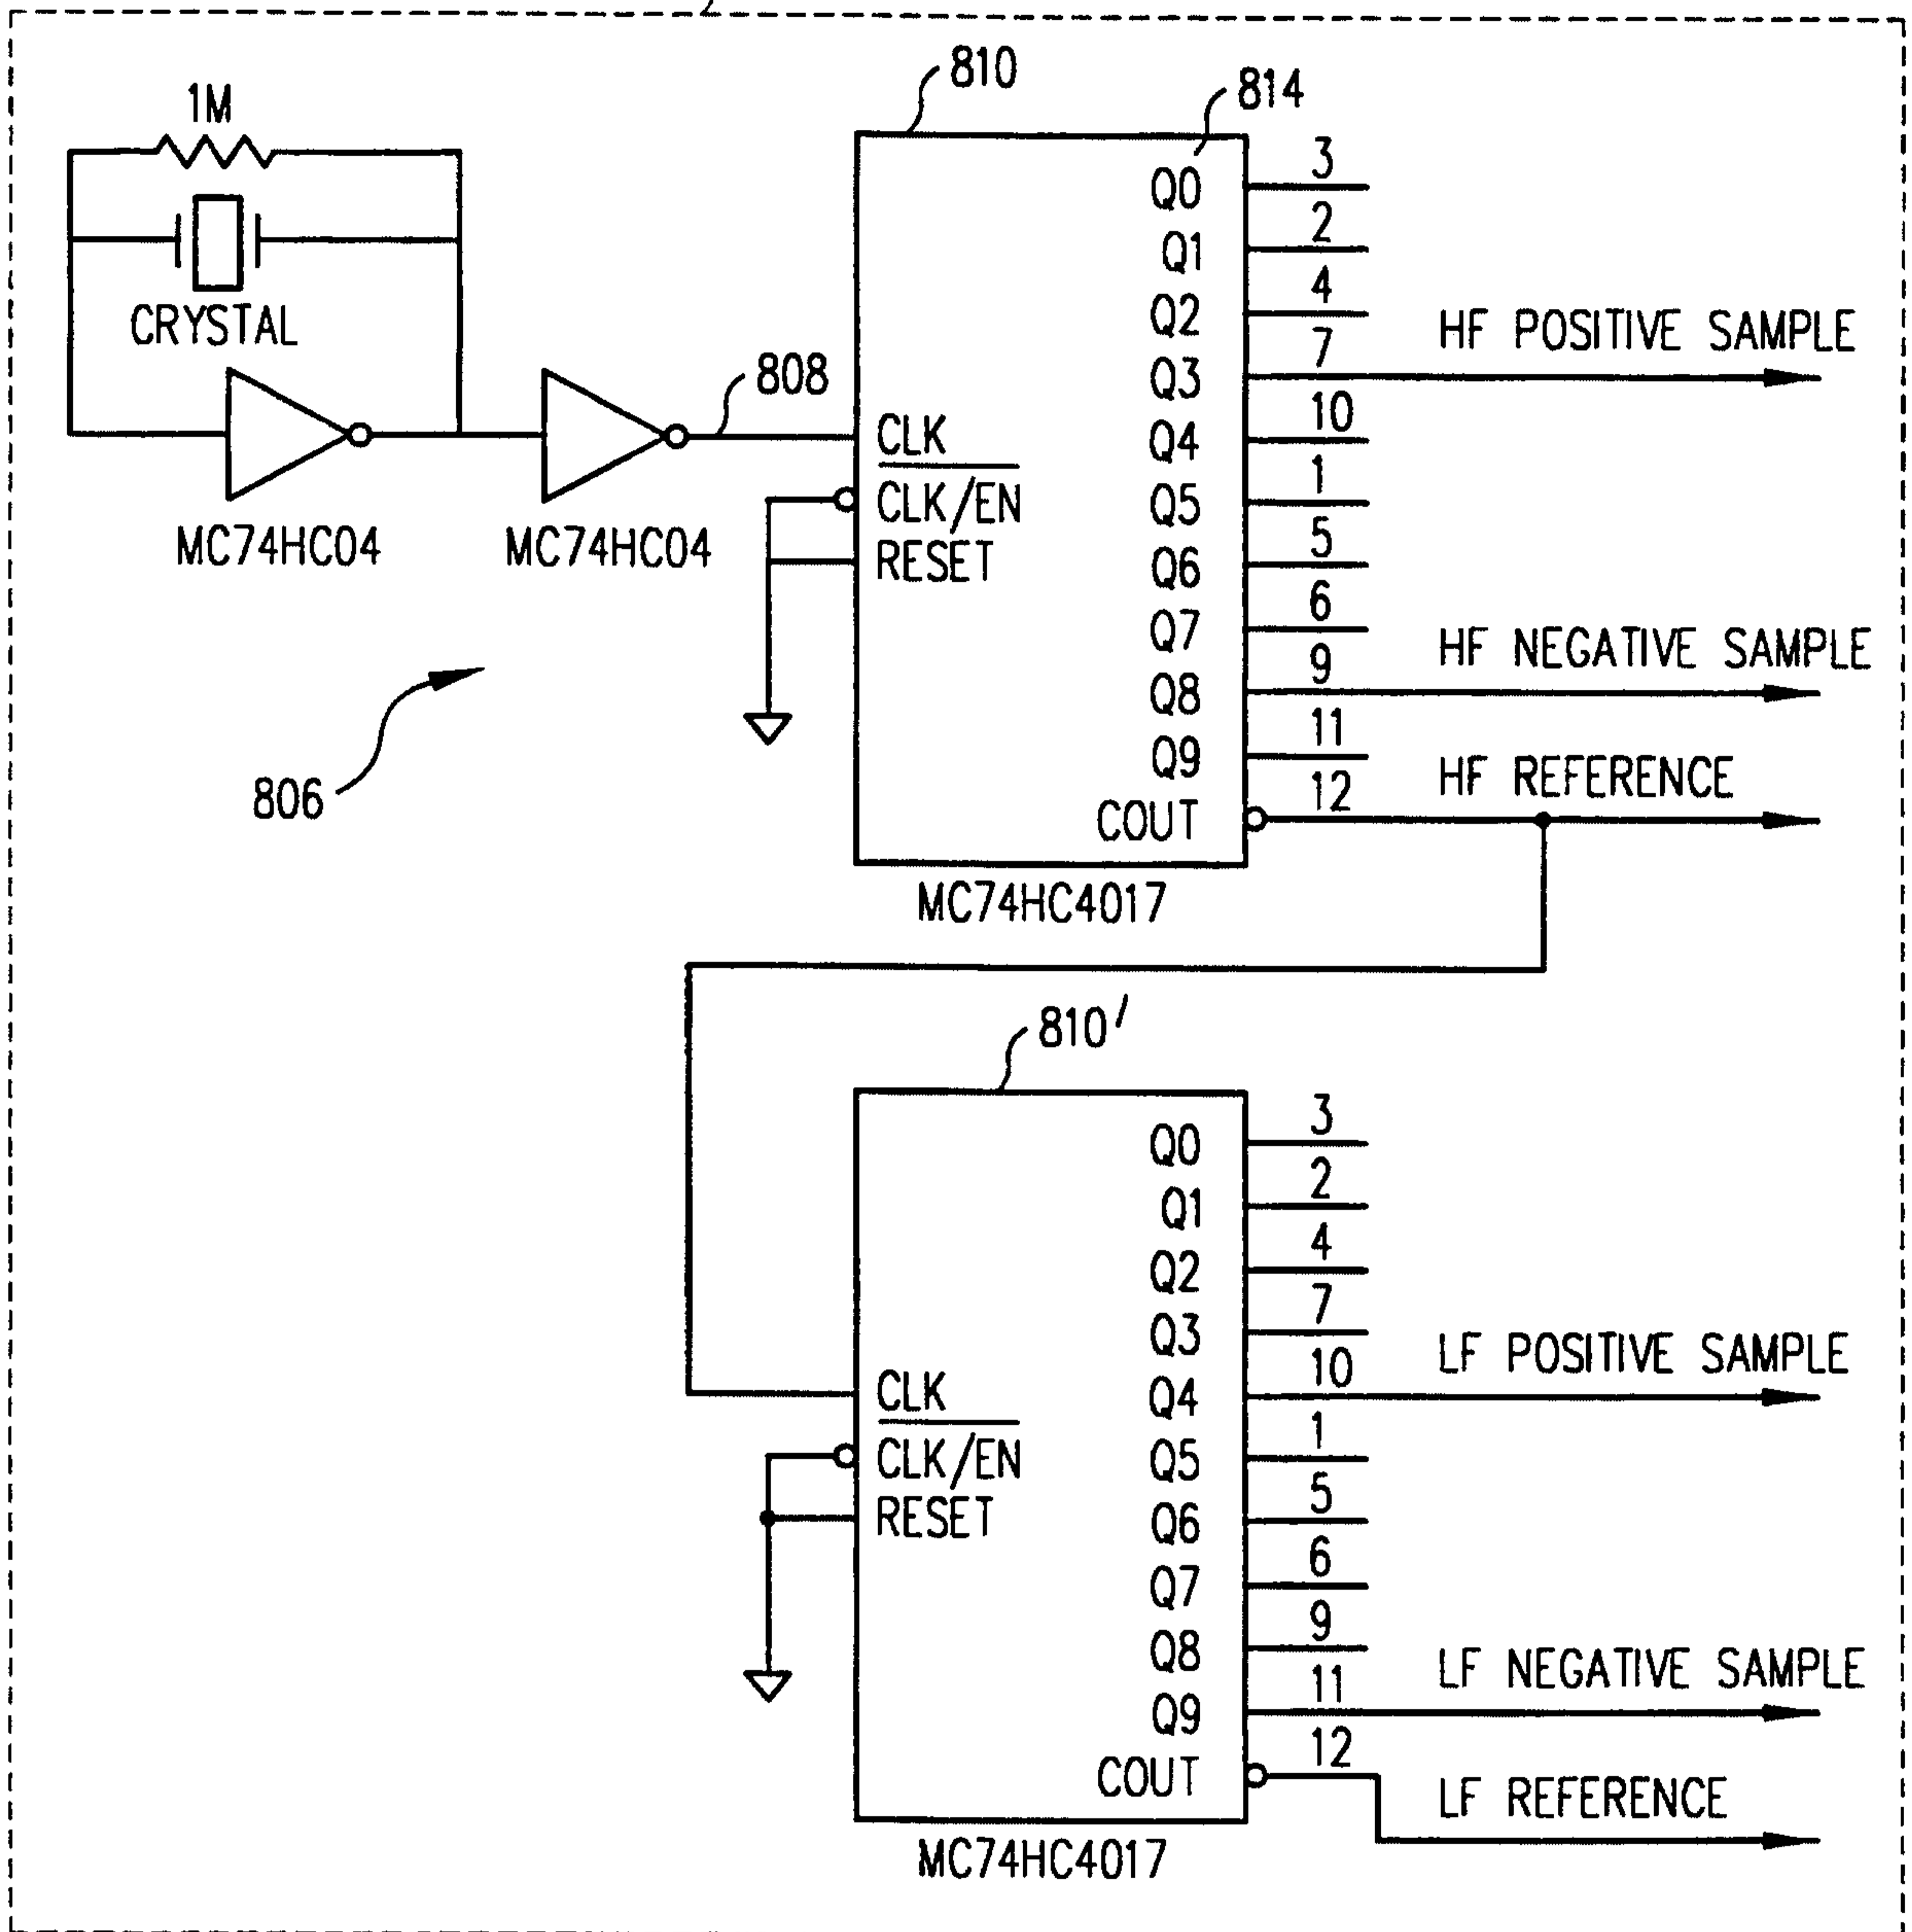 810
814
1M
CRYSTAL
808
MC74HC04
MC74HC04
806
CLK
CLK/EN
RESET
Q0
3
Q1
2
Q2
4
Q3
7
HF POSITIVE SAMPLE
Q4
10
Q5
1
Q6
5
Q7
6
Q8
9
HF NEGATIVE SAMPLE
Q9
11
COUT
12
HF REFERENCE
MC74HC4017
810'
CLK
CLK/EN
RESET
Q0
3
Q1
2
Q2
4
Q3
7
Q4
10
LF POSITIVE SAMPLE
Q5
1
Q6
5
Q7
6
Q8
9
Q9
11
LF NEGATIVE SAMPLE
COUT
12
LF REFERENCE
MC74HC4017